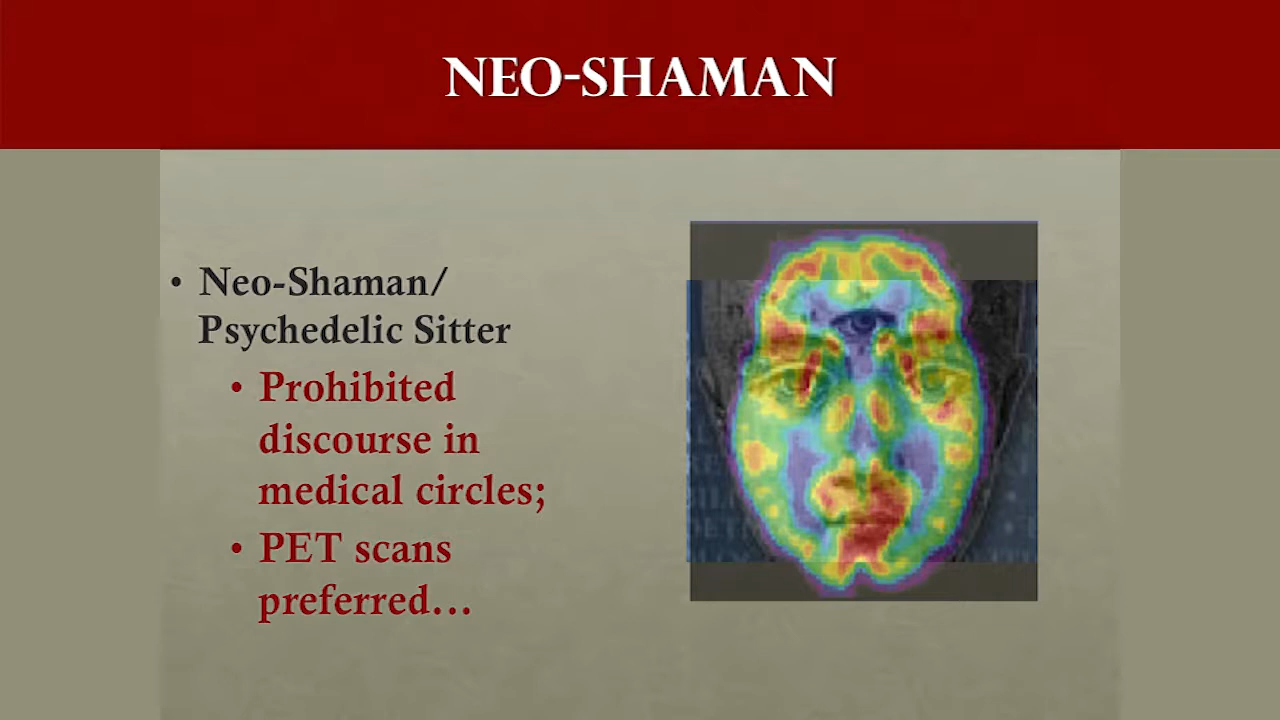 NEO-SHAMAN
• Neo-Shaman/
Psychedelic Sitter
• Prohibited
discourse in
medical circles;
• PET scans
preferred...